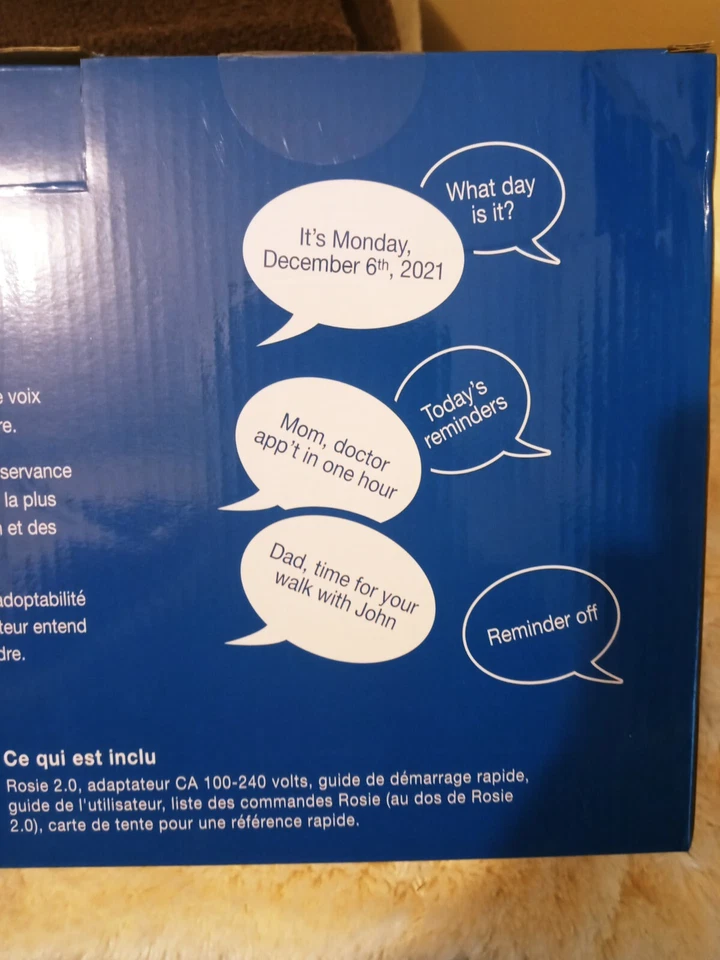 What day
is it?
It's Monday,
December 6th, 2021
Today's
reminders
Mom, doctor
app't in one hour
Dad, time for your
walk with John
Reminder off
voix
re.
servance
la plus
et des
adoptabilité
teur entend
dre.
Ce qui est inclu
Rosie 2.0, adaptateur CA 100-240 volts, guide de démarrage rapide,
guide de l'utilisateur, liste des commandes Rosie (au dos de Rosie
2.0), carte de tente pour une référence rapide.